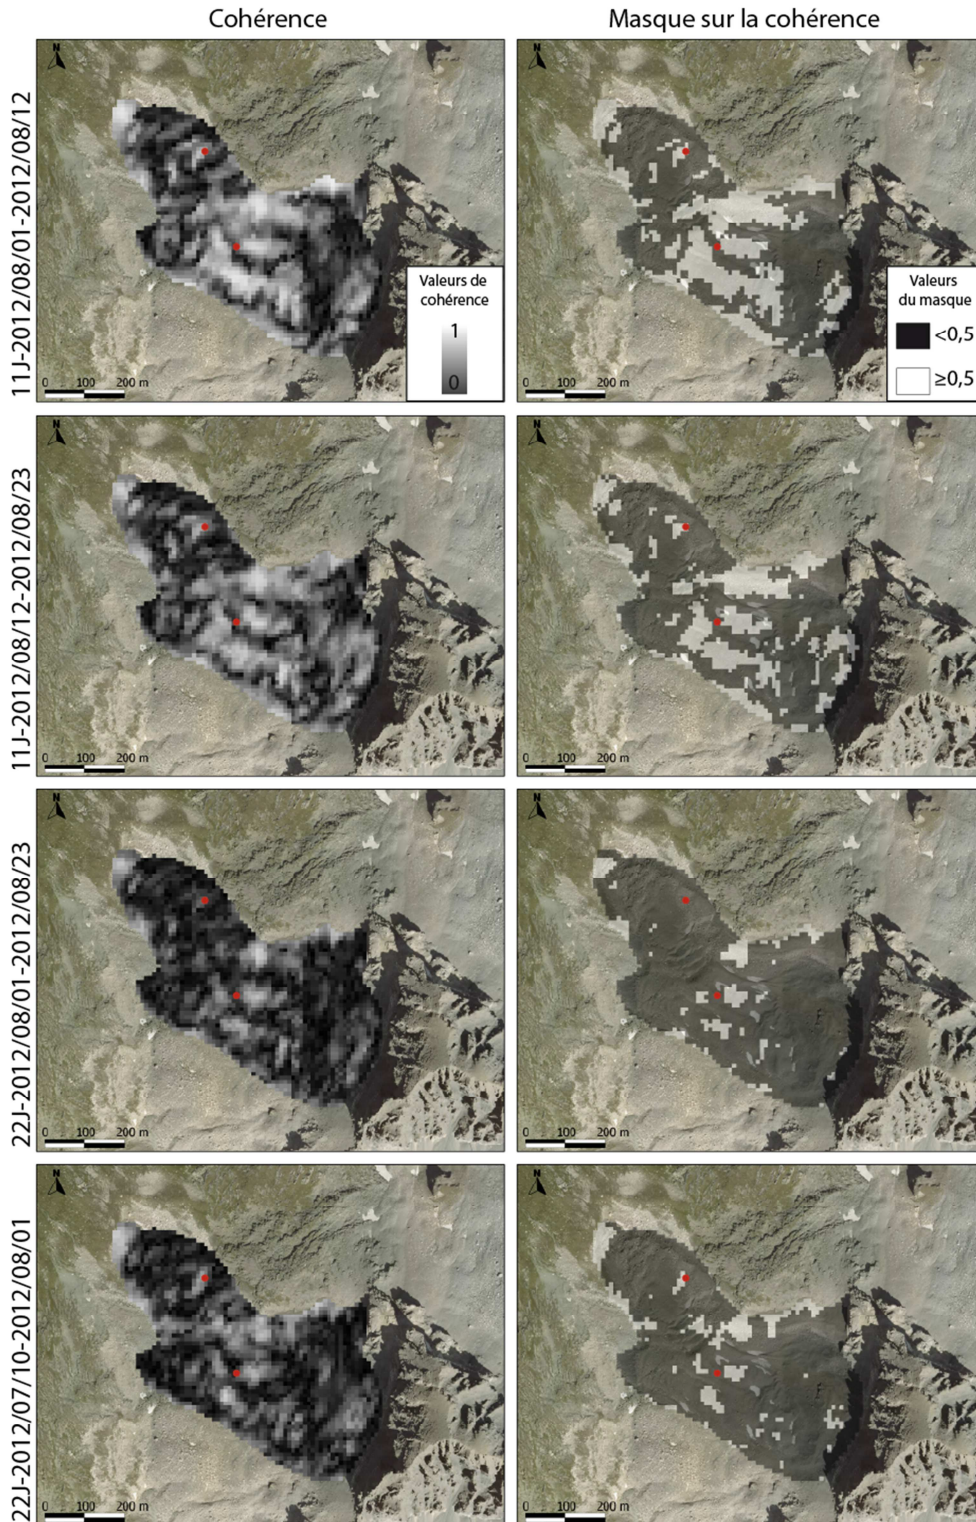 Cohérence
Masque sur la cohérence
11J-2012/08/01-2012/08/12
N
0 100 200 m
Valeurs de
cohérence
1
0
N
0 100 200 m
Valeurs
du masque
<0,5
≥0,5
11J-2012/08/12-2012/08/23
N
0 100 200 m
N
0 100 200 m
22J-2012/08/01-2012/08/23
N
0 100 200 m
N
0 100 200 m
22J-2012/07/10-2012/08/01
N
0 100 200 m
N
0 100 200 m